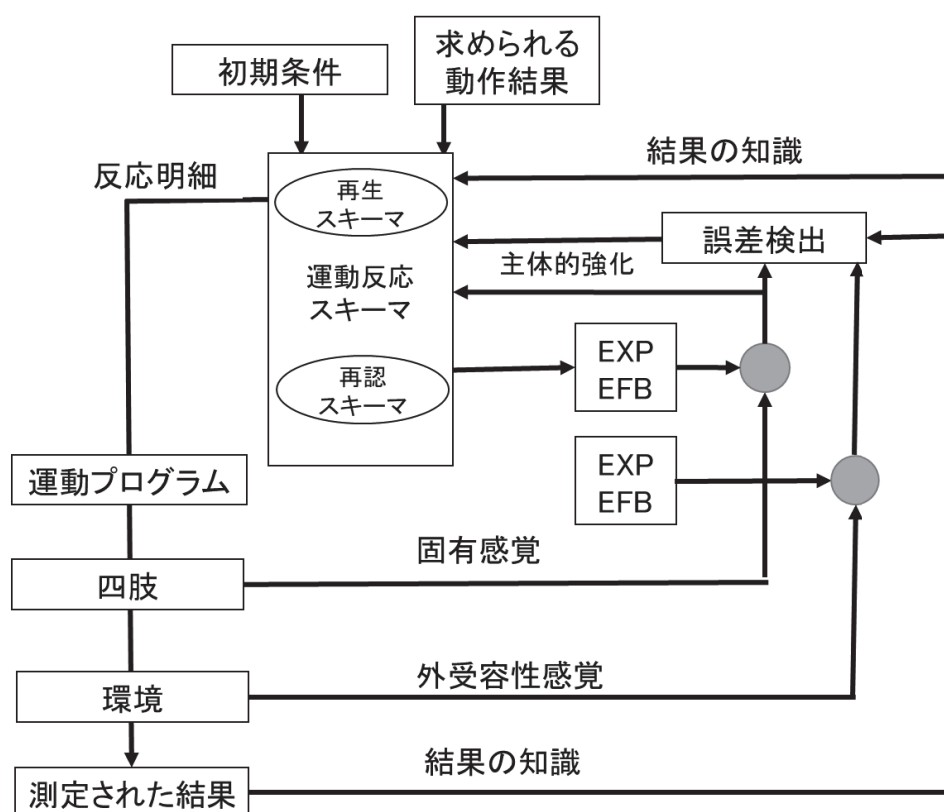 初期条件
求められる
動作結果
結果の知識
反応明細
再生
スキーマ
誤差検出
主体的強化
運動反応
スキーマ
EXP
EFB
再認
スキーマ
EXP
EFB
運動プログラム
固有感覚
四肢
外受容性感覚
環境
結果の知識
測定された結果